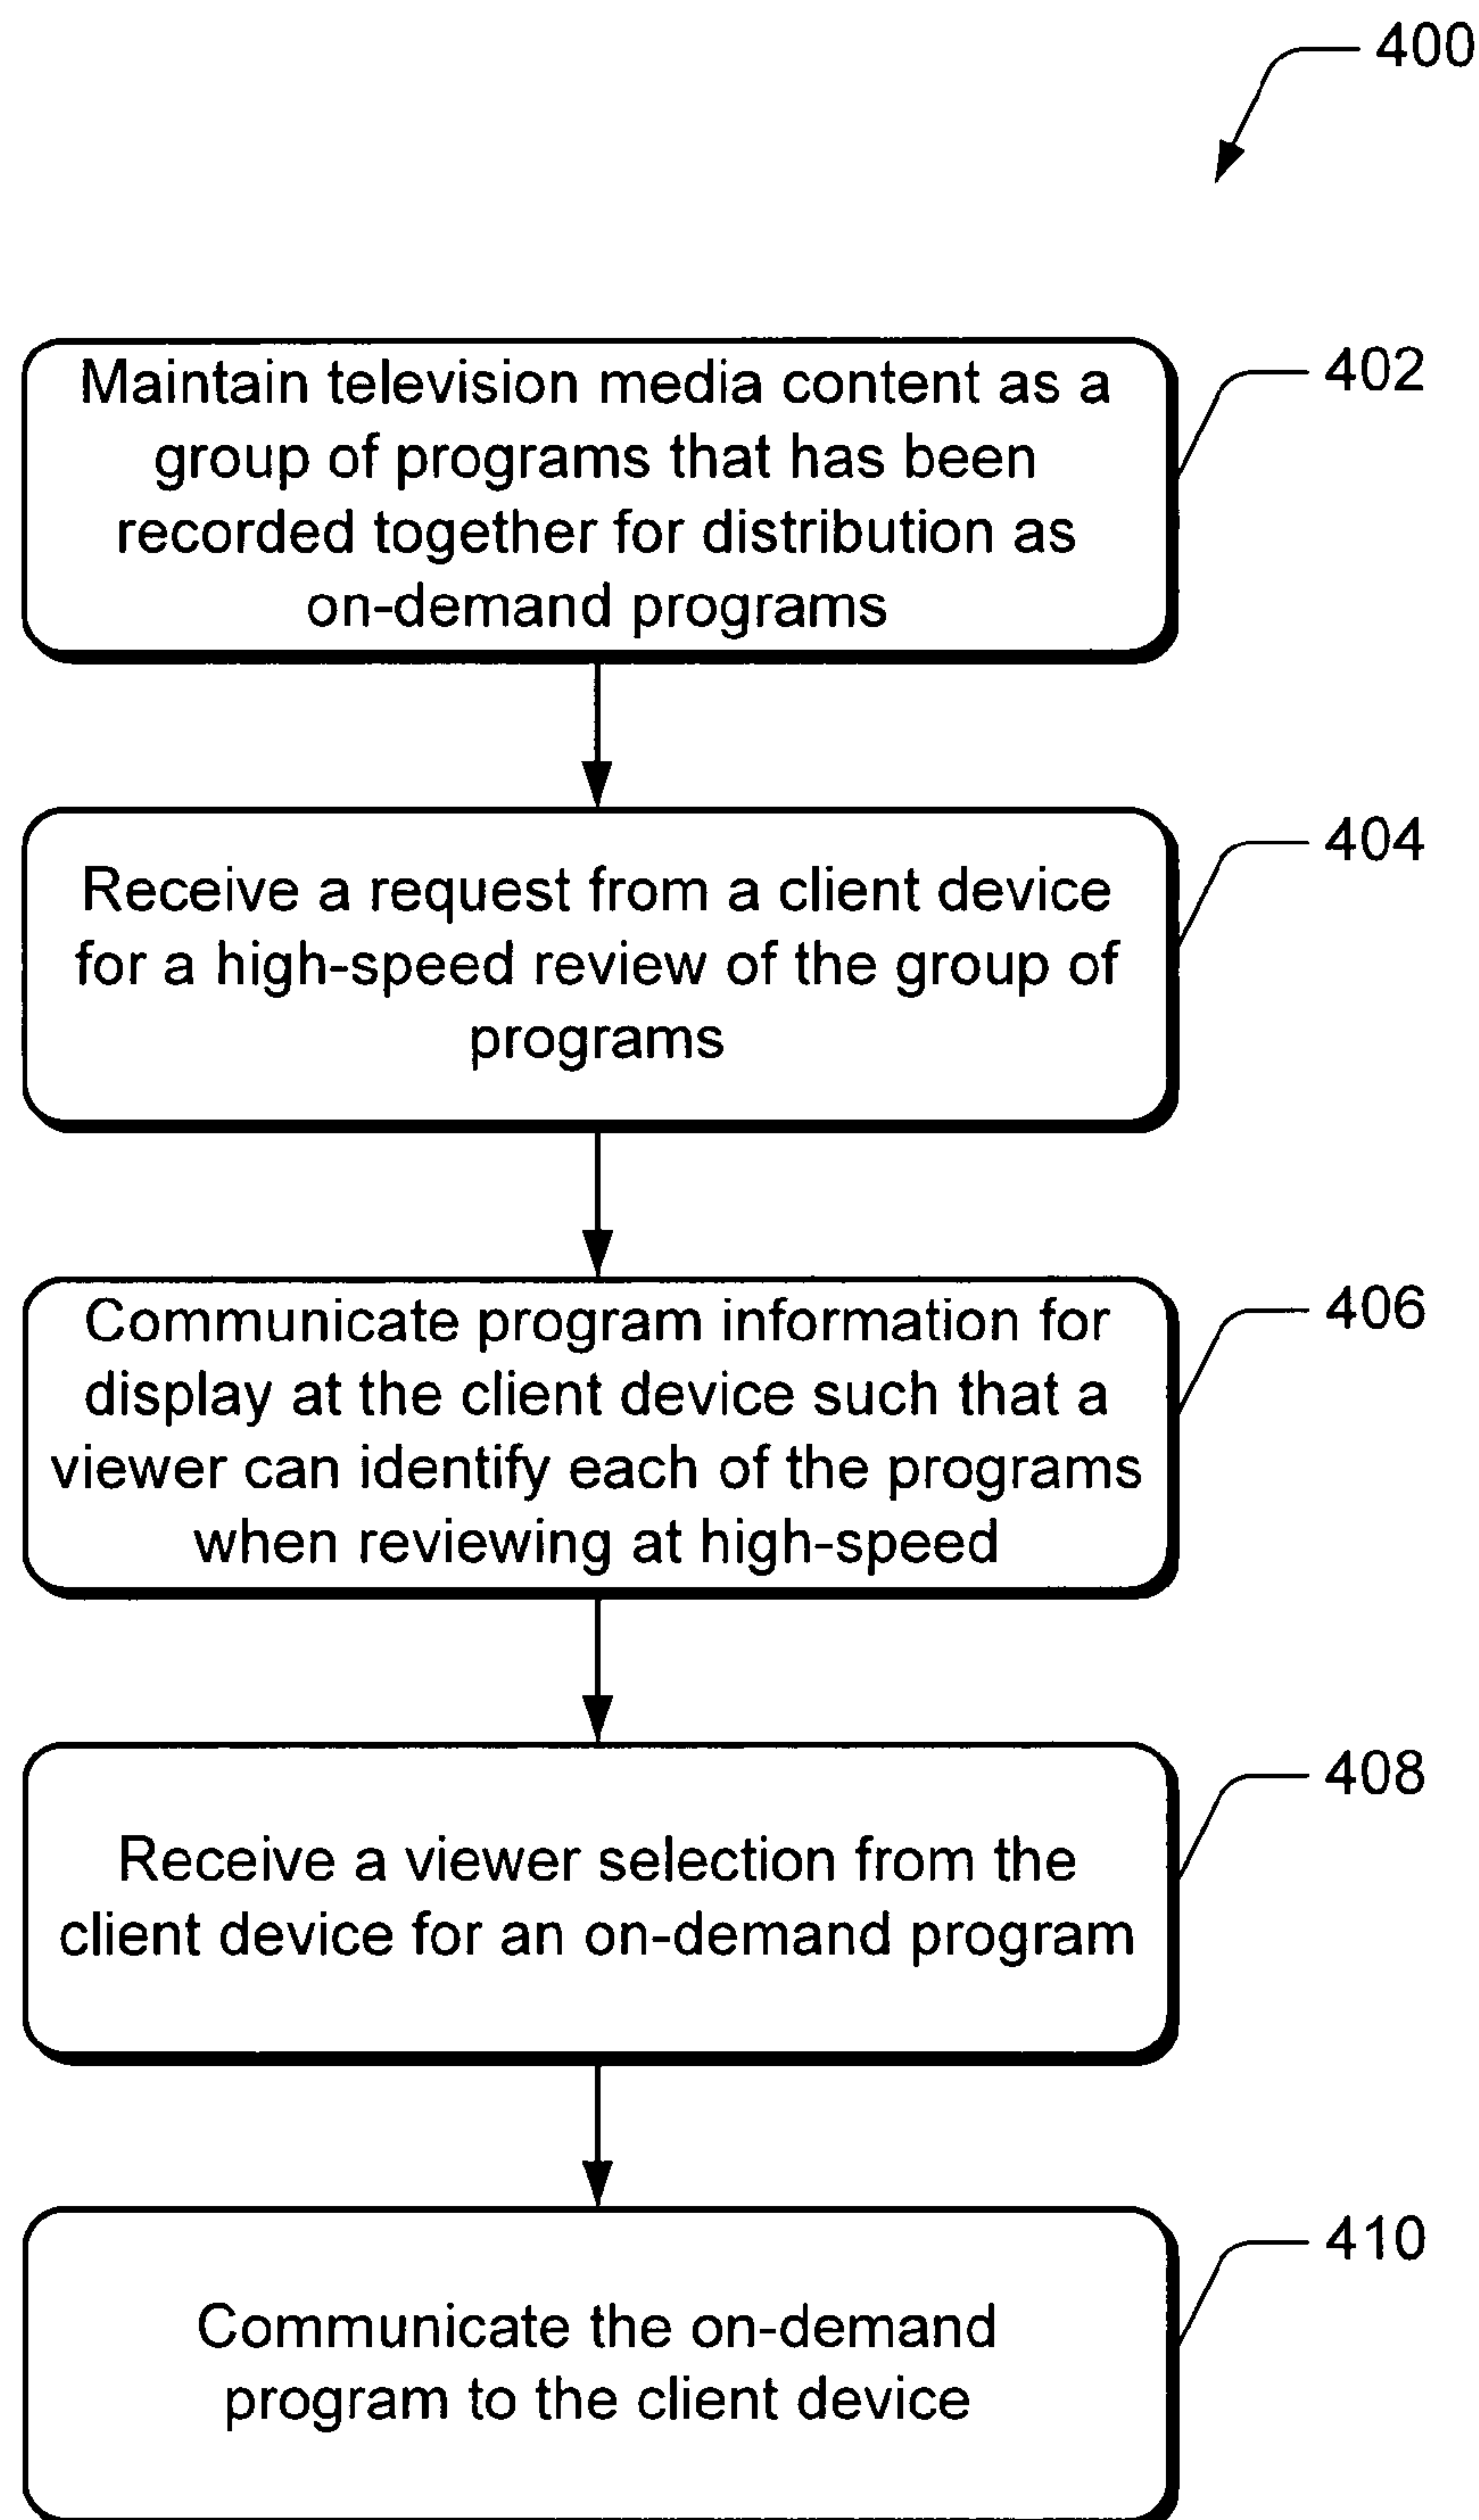 400
Maintain television media content as a
group of programs that has been
recorded together for distribution as
on-demand programs
402
Receive a request from a client device
for a high-speed review of the group of
programs
404
Communicate program information for
display at the client device such that a
viewer can identify each of the programs
when reviewing at high-speed
406
Receive a viewer selection from the
client device for an on-demand program
408
Communicate the on-demand
program to the client device
410